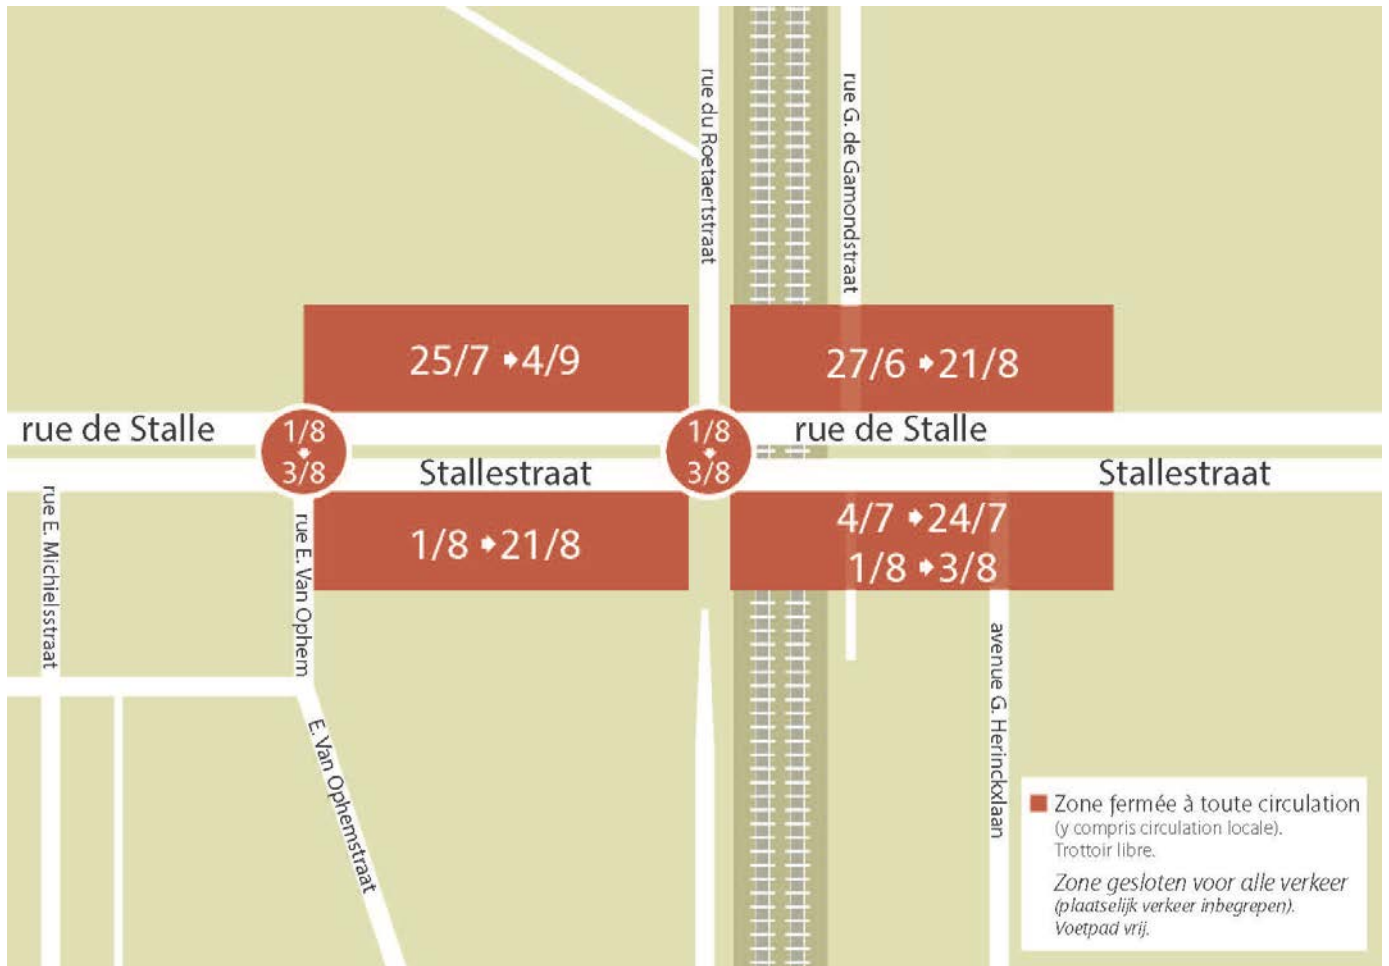 rue du Roetaertstraat
rue G. de Gamondstraat
25/7 ➧ 4/9
27/6 ➧ 21/8
rue de Stalle
1/8
3/8
1/8
3/8
rue de Stalle
Stallestraat
Stallestraat
rue E. Michielsstraat
rue E. Van Ophem
1/8 ➧ 21/8
4/7 ➧ 24/7
1/8 ➧ 3/8
E. Van Ophemstraat
avenue G. Herinckxlaan
Zone fermée à toute circulation
(y compris circulation locale).
Trottoir libre.
Zone gesloten voor alle verkeer
(plaatselijk verkeer inbegrepen).
Voetpad vrij.